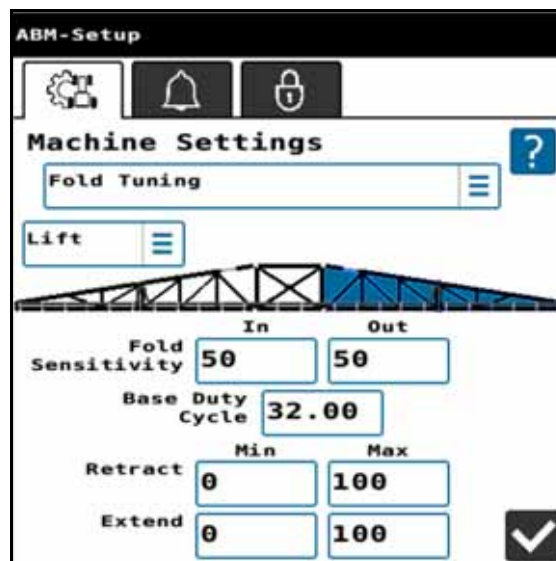 ABM-Setup
1
Machine Settings
?
Fold Tuning
Lift
In Out
Fold Sensitivity 50 50
Base Duty Cycle 32.00
Min Max
Retract 0 100
Extend 0 100